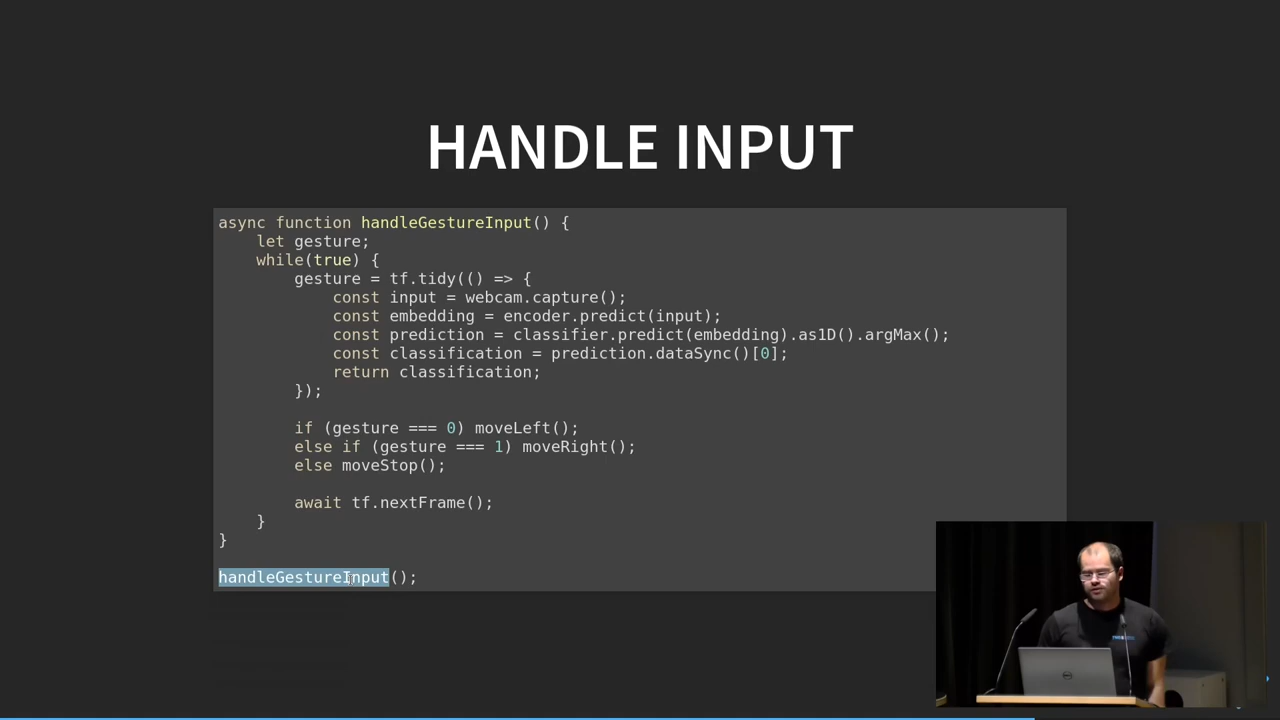 HANDLE INPUT
async function handleGestureInput() {
    let gesture;
    while(true) {
        gesture = tf.tidy(() => {
            const input = webcam.capture();
            const embedding = encoder.predict(input);
            const prediction = classifier.predict(embedding).as1D().argMax();
            const classification = prediction.dataSync()[0];
            return classification;
        });

        if (gesture === 0) moveLeft();
        else if (gesture === 1) moveRight();
        else moveStop();

        await tf.nextFrame();
    }
}

handleGestureInput();